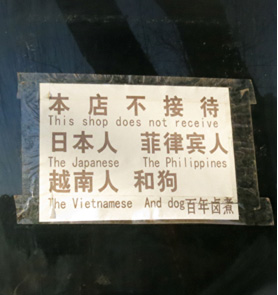 本店不接待
This shop does not receive
日本人 菲律宾人
The Japanese The Philippines
越南人 和狗
The Vietnamese And dog百年卤煮